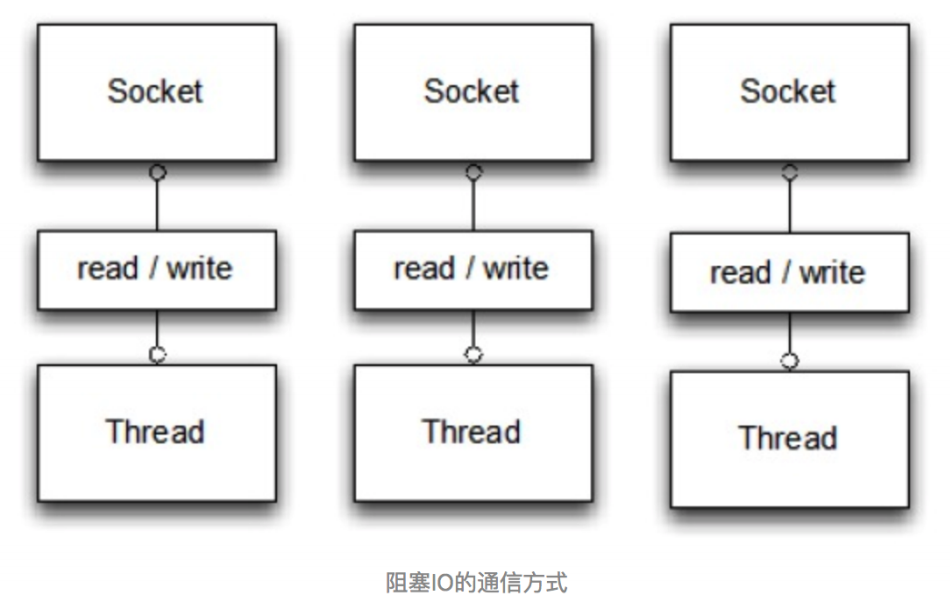 Socket
Socket
Socket
read / write
read / write
read / write
Thread
Thread
Thread
阻塞IO的通信方式